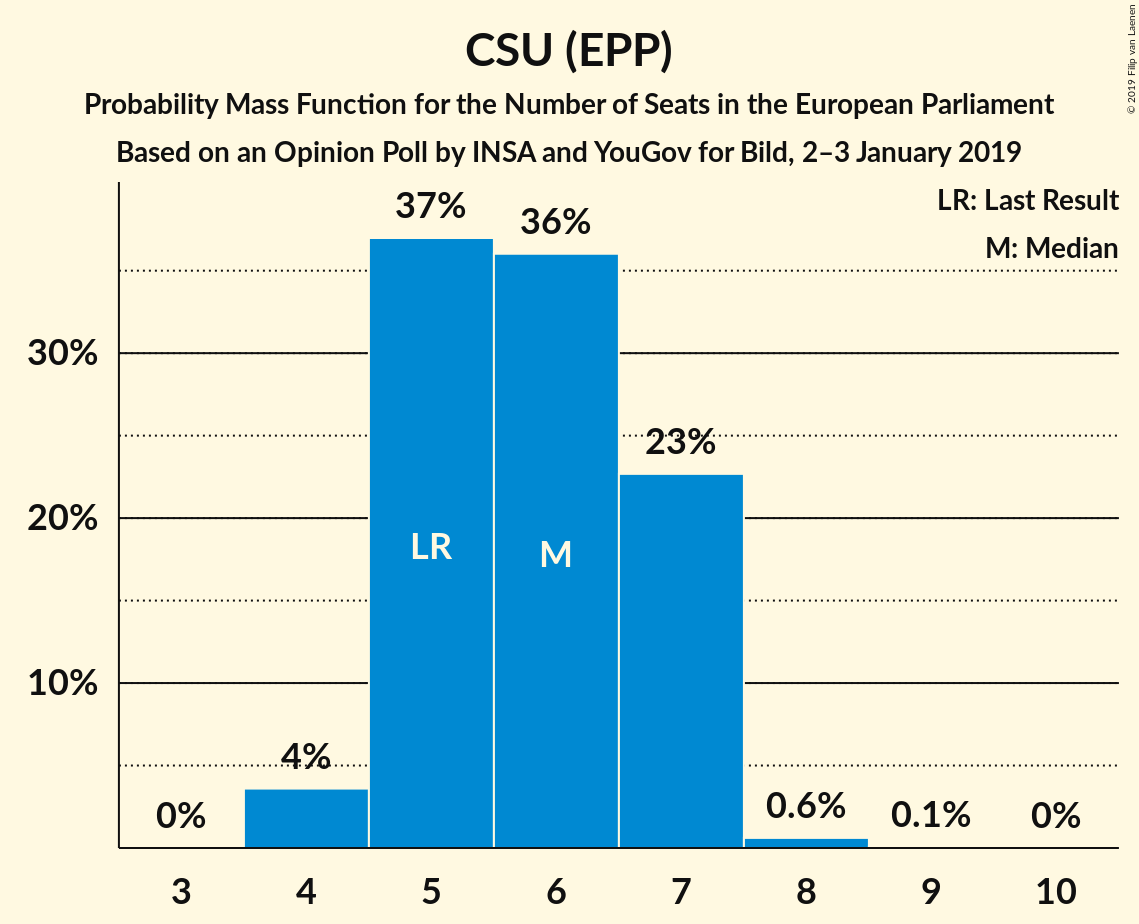 CSU (EPP)
Probability Mass Function for the Number of Seats in the European Parliament
Based on an Opinion Poll by INSA and YouGov for Bild, 2–3 January 2019
© 2019 Filip van Laenen
LR: Last Result
M: Median
37%
36%
30%
23%
20%
LR
M
10%
4%
0%
0.6%
0.1%
0%
3 4 5 6 7 8 9 10